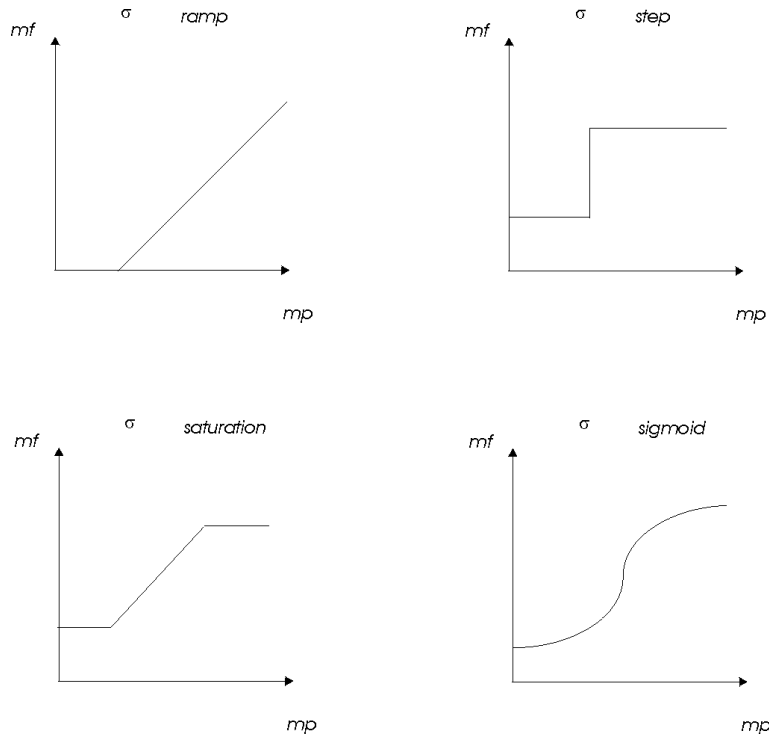 σ ramp
mf
mp
σ step
mf
mp
σ saturation
mf
mp
σ sigmoid
mf
mp